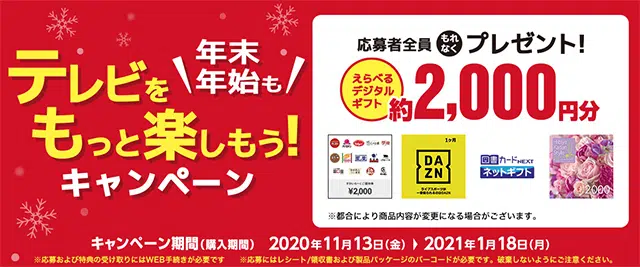 年末
年始も
テレビを
もっと楽しもう!
キャンペーン
応募者全員もれなくプレゼント!
えらべる
デジタル
ギフト
約2,000円分
¥2,000
1ヶ月
DAZN
図書カードNEXT
ネットギフト
2000
※都合により商品内容が変更になる場合がございます。
キャンペーン期間(購入期間) 2020年11月13日(金) → 2021年1月18日(月)
※応募および特典の受け取りにはWEB手続きが必要です ※応募にはレシート/領収書および製品パッケージのバーコードが必要です。破棄しないようにご注意ください。